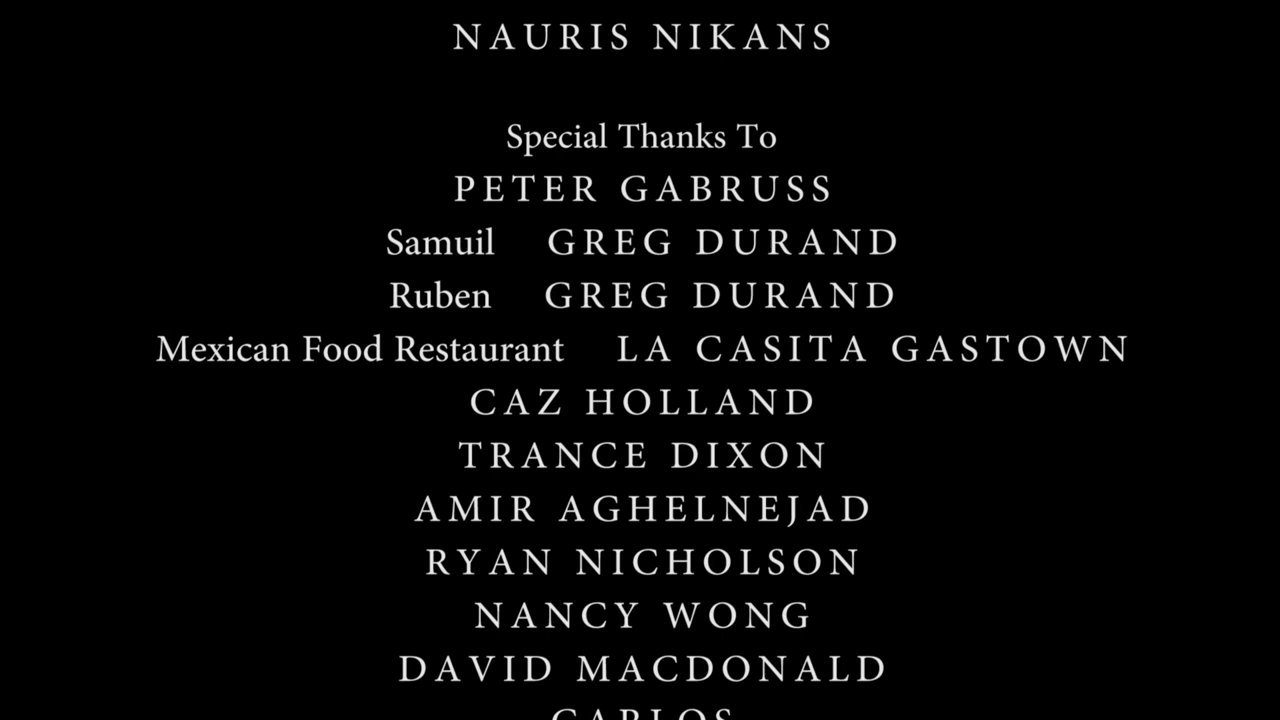 NAURIS NIKANS
Special Thanks To
PETER GABRUSS
Samuil GREG DURAND
Ruben GREG DURAND
Mexican Food Restaurant LA CASITA GASTOWN
CAZ HOLLAND
TRANCE DIXON
AMIR AGHELNEJAD
RYAN NICHOLSON
NANCY WONG
DAVID MACDONALD
CARLOS